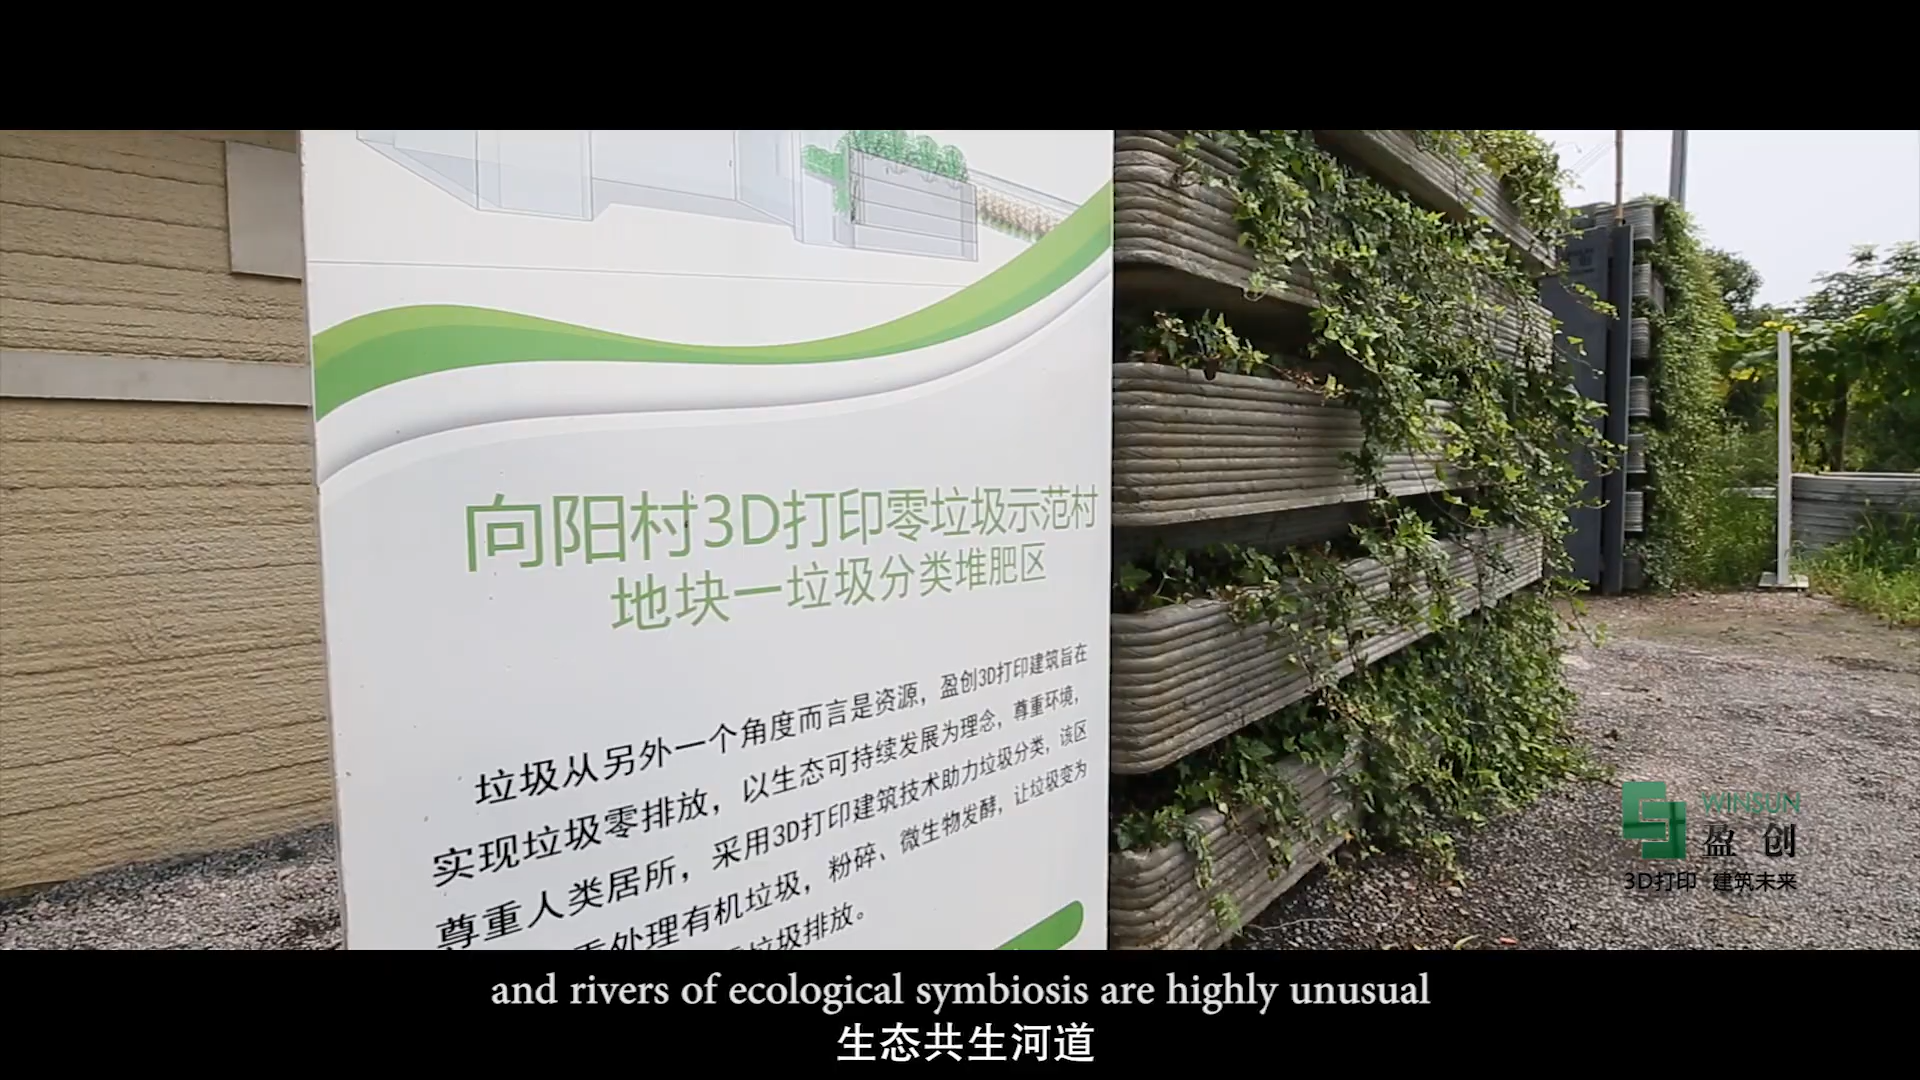 向阳村3D打印零垃圾示范村
地块一垃圾分类堆肥区
垃圾从另外一个角度而言是资源，盈创3D打印建筑旨在
实现垃圾零排放，以生态可持续发展为理念，尊重环境，
尊重人类居所，采用3D打印建筑技术助力垃圾分类，该区
处理有机垃圾，粉碎、微生物发酵，让垃圾变为
垃圾排放。
WINSUN
盈创
3D打印 建筑未来
and rivers of ecological symbiosis are highly unusual
生态共生河道